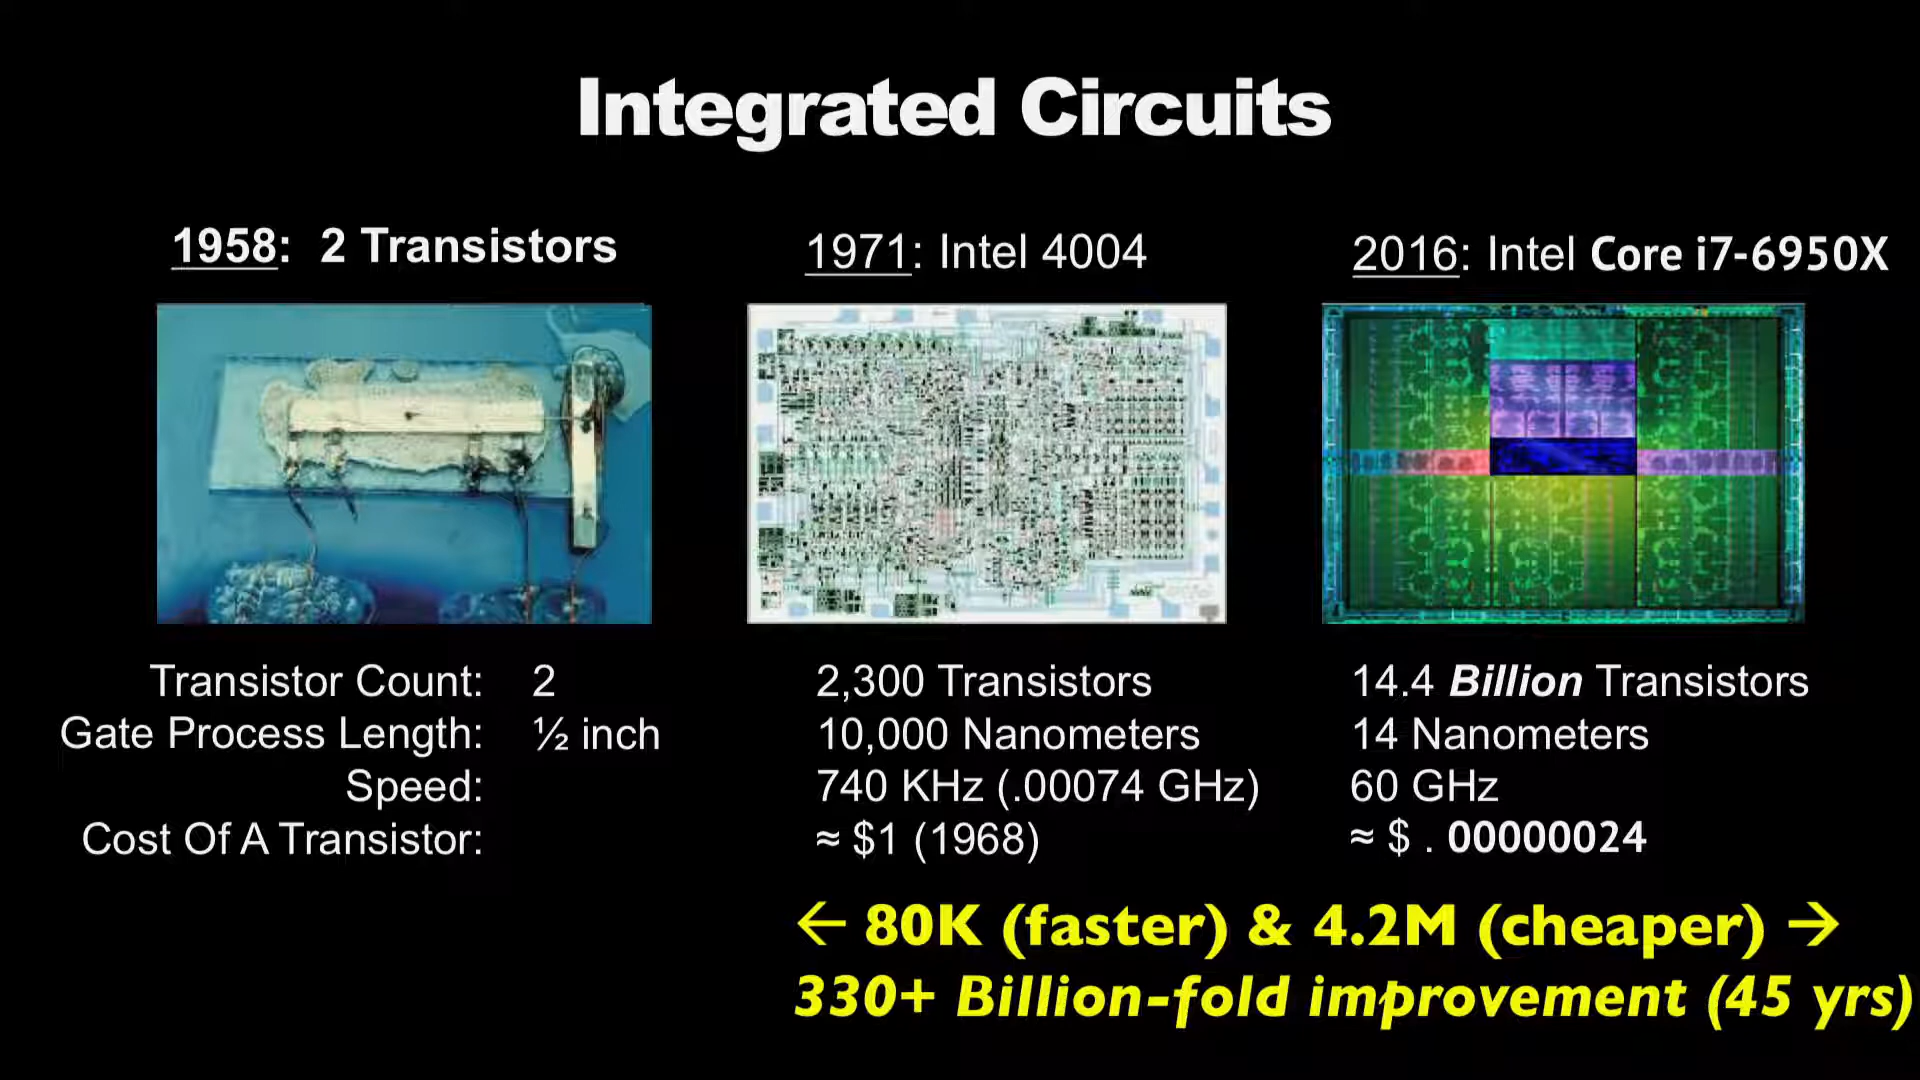 Integrated Circuits
1958: 2 Transistors
1971: Intel 4004
2016: Intel Core i7-6950X
Transistor Count: 2
2,300 Transistors
14.4 Billion Transistors
Gate Process Length: ½ inch
10,000 Nanometers
14 Nanometers
Speed:
740 KHz (.00074 GHz)
60 GHz
Cost Of A Transistor:
≈ $1 (1968)
≈ $ . 00000024
← 80K (faster) & 4.2M (cheaper) →
330+ Billion-fold improvement (45 yrs)